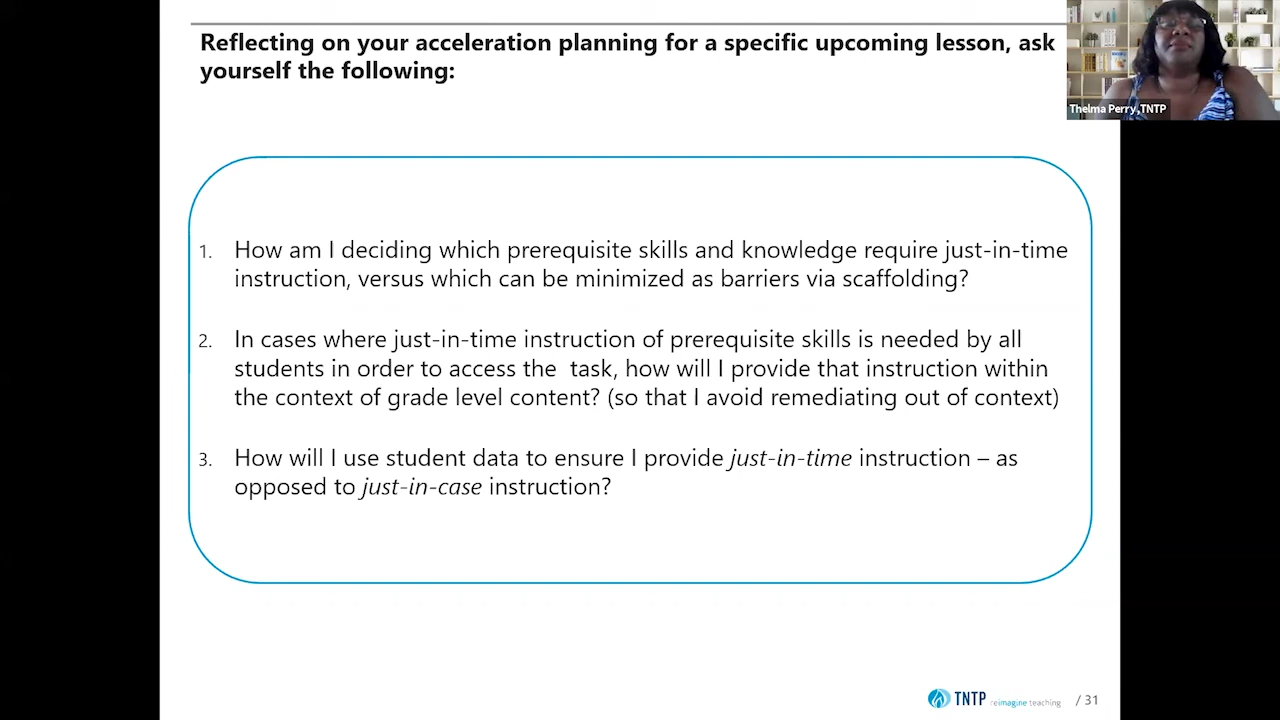 Reflecting on your acceleration planning for a specific upcoming lesson, ask
yourself the following:
Thelma Perry,TNTP
1. How am I deciding which prerequisite skills and knowledge require just-in-time
instruction, versus which can be minimized as barriers via scaffolding?
2. In cases where just-in-time instruction of prerequisite skills is needed by all
students in order to access the task, how will I provide that instruction within
the context of grade level content? (so that I avoid remediating out of context)
3. How will I use student data to ensure I provide just-in-time instruction – as
opposed to just-in-case instruction?
TNTP reimagine teaching / 31